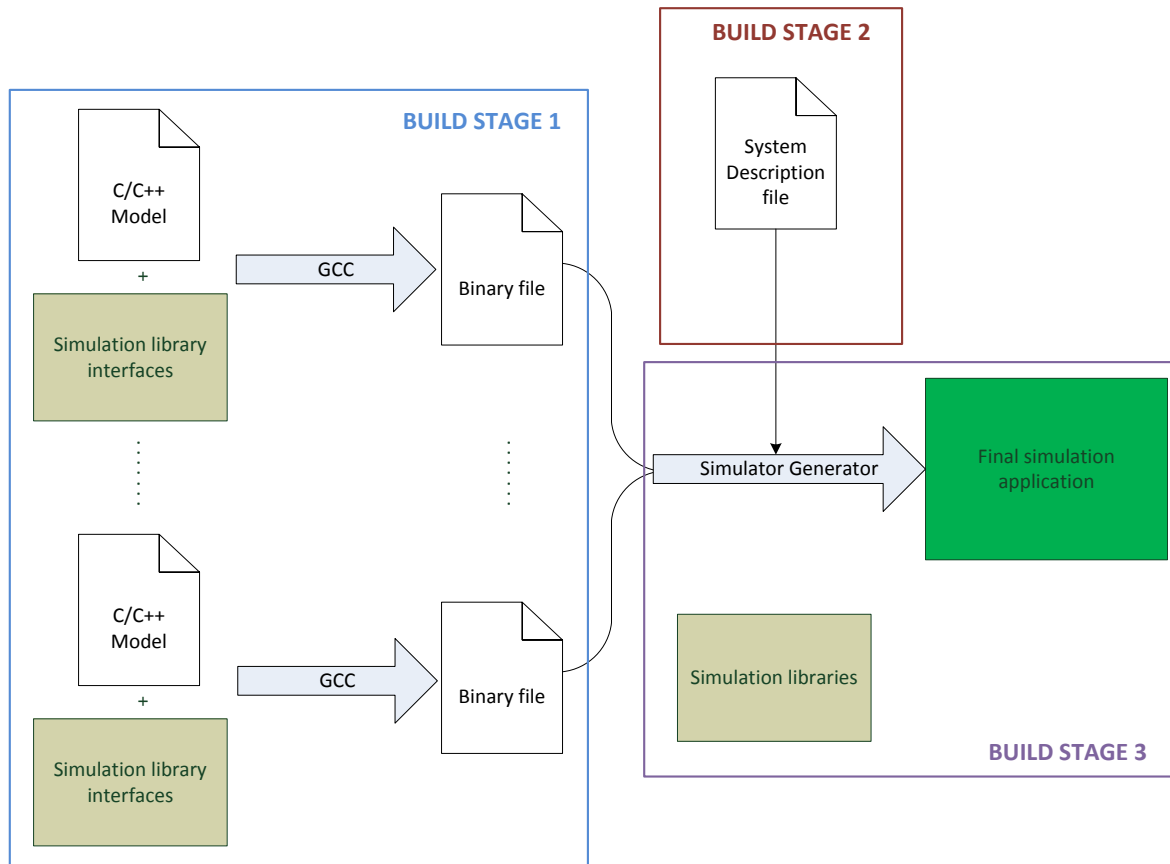 BUILD STAGE 1
C/C++
Model
+
Simulation library
interfaces
GCC
Binary file
C/C++
Model
+
Simulation library
interfaces
GCC
Binary file
BUILD STAGE 2
System
Description
file
Simulator Generator
Final simulation
application
Simulation libraries
BUILD STAGE 3